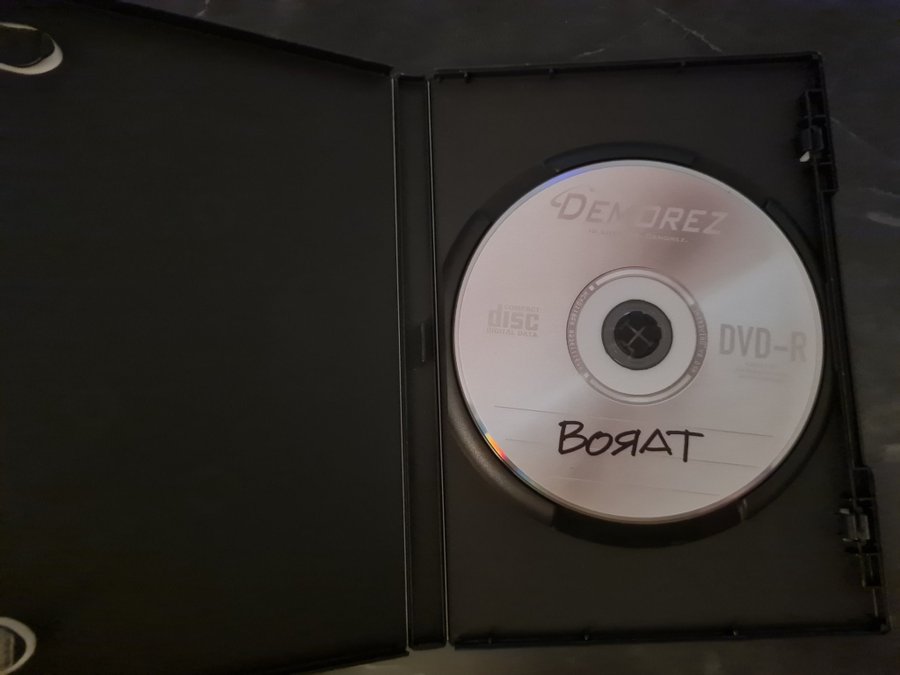 DEMOREZ
COMPACT
disc
DIGITAL DATA
DVD-R
BOЯAT